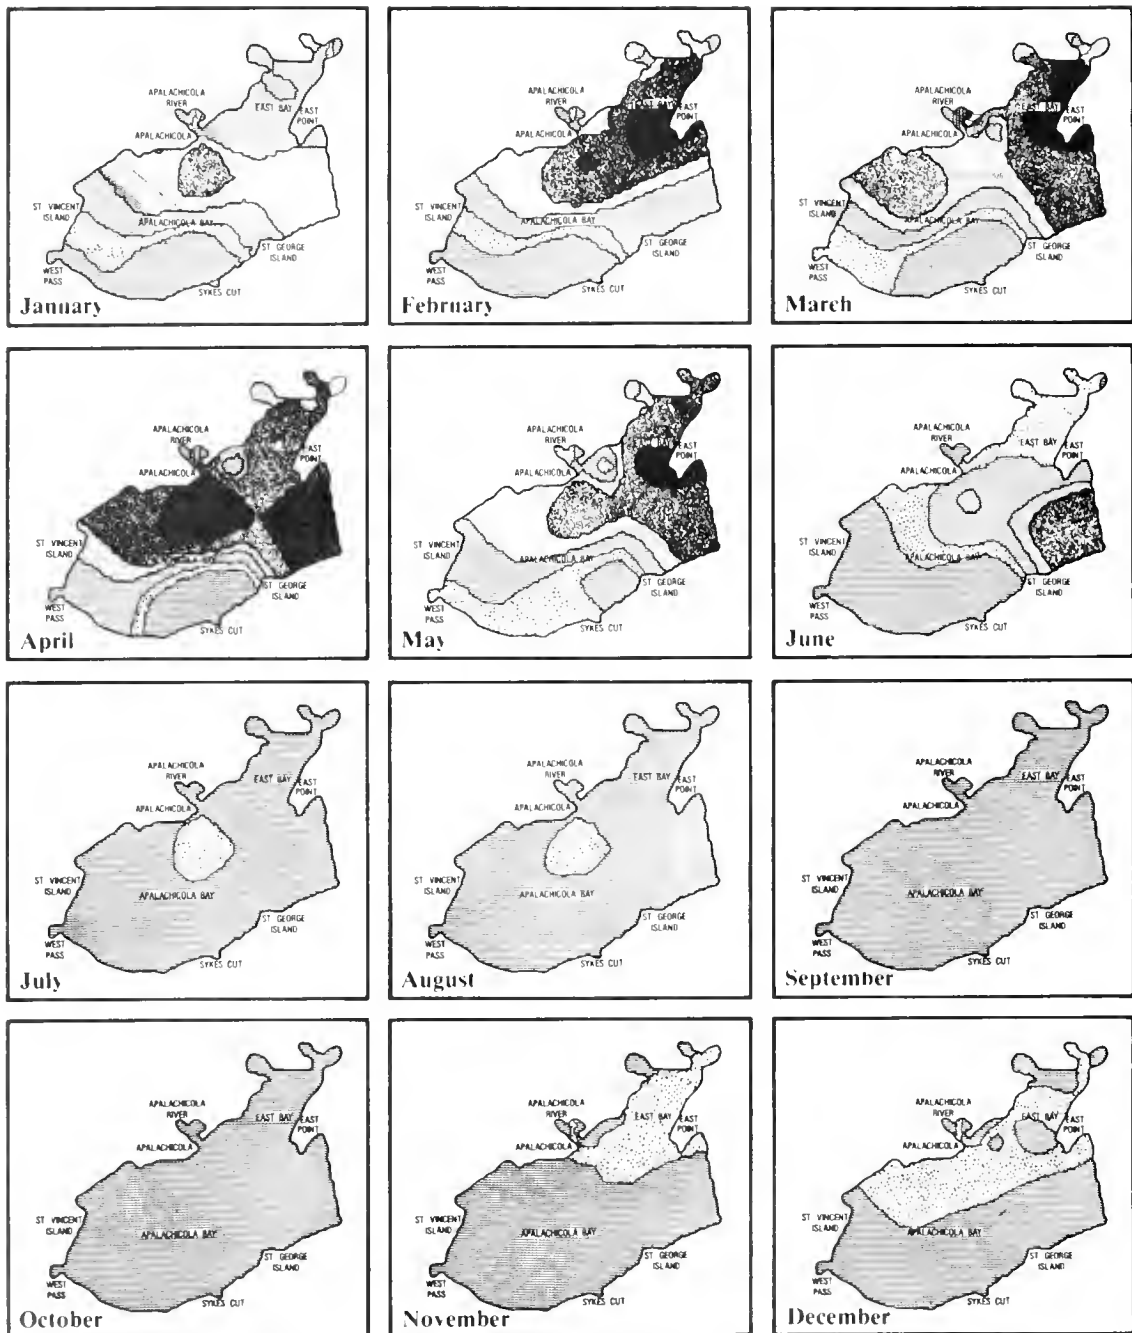 APALACHICOLA
RIVER
EAST BAY
EAST
POINT
APALACHICOLA
ST VINCENT
ISLAND
APALACHICOLA BAY
ST GEORGE
ISLAND
WEST
PASS
SYKES CUT
January
APALACHICOLA
RIVER
EAST BAY
EAST
POINT
APALACHICOLA
ST VINCENT
ISLAND
APALACHICOLA BAY
ST GEORGE
ISLAND
WEST
PASS
SYKES CUT
February
APALACHICOLA
RIVER
EAST BAY
EAST
POINT
APALACHICOLA
ST VINCENT
ISLAND
APALACHICOLA BAY
ST GEORGE
ISLAND
WEST
PASS
SYKES CUT
March
APALACHICOLA
RIVER
EAST
POINT
APALACHICOLA
ST VINCENT
ISLAND
ST GEORGE
ISLAND
WEST
PASS
SYKES CUT
April
APALACHICOLA
RIVER
BAY
EAST
POINT
APALACHICOLA
ST VINCENT
ISLAND
APALACHICOLA BAY
ST GEORGE
ISLAND
WEST
PASS
SYKES CUT
May
APALACHICOLA
RIVER
EAST BAY
EAST
POINT
APALACHICOLA
ST VINCENT
ISLAND
APALACHICOLA BAY
ST GEORGE
ISLAND
WEST
PASS
SYKES CUT
June
APALACHICOLA
RIVER
EAST BAY
EAST
POINT
APALACHICOLA
ST VINCENT
ISLAND
APALACHICOLA BAY
ST GEORGE
ISLAND
WEST
PASS
SYKES CUT
July
APALACHICOLA
RIVER
EAST BAY
EAST
POINT
APALACHICOLA
ST VINCENT
ISLAND
APALACHICOLA BAY
ST GEORGE
ISLAND
WEST
PASS
SYKES CUT
August
APALACHICOLA
RIVER
EAST BAY
EAST
POINT
APALACHICOLA
ST VINCENT
ISLAND
APALACHICOLA BAY
ST GEORGE
ISLAND
WEST
PASS
SYKES CUT
September
APALACHICOLA
RIVER
EAST BAY
EAST
POINT
APALACHICOLA
ST VINCENT
ISLAND
APALACHICOLA BAY
ST GEORGE
ISLAND
WEST
PASS
SYKES CUT
October
APALACHICOLA
RIVER
EAST BAY
EAST
POINT
APALACHICOLA
ST VINCENT
ISLAND
APALACHICOLA BAY
ST GEORGE
ISLAND
WEST
PASS
SYKES CUT
November
APALACHICOLA
RIVER
EAST BAY
EAST
POINT
APALACHICOLA
ST VINCENT
ISLAND
APALACHICOLA BAY
ST GEORGE
ISLAND
WEST
PASS
SYKES CUT
December